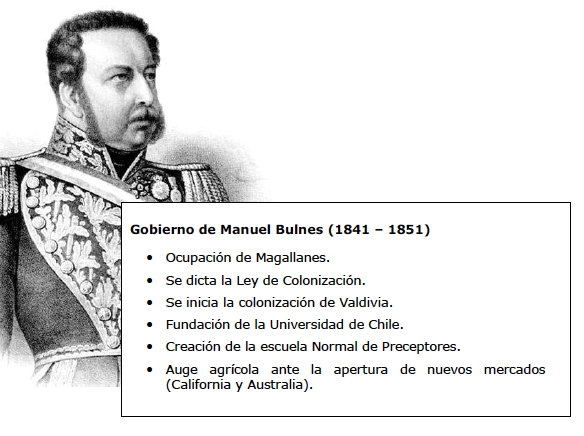 Gobierno de Manuel Bulnes (1841 – 1851)
• Ocupación de Magallanes.
• Se dicta la Ley de Colonización.
• Se inicia la colonización de Valdivia.
• Fundación de la Universidad de Chile.
• Creación de la escuela Normal de Preceptores.
• Auge agrícola ante la apertura de nuevos mercados
(California y Australia).